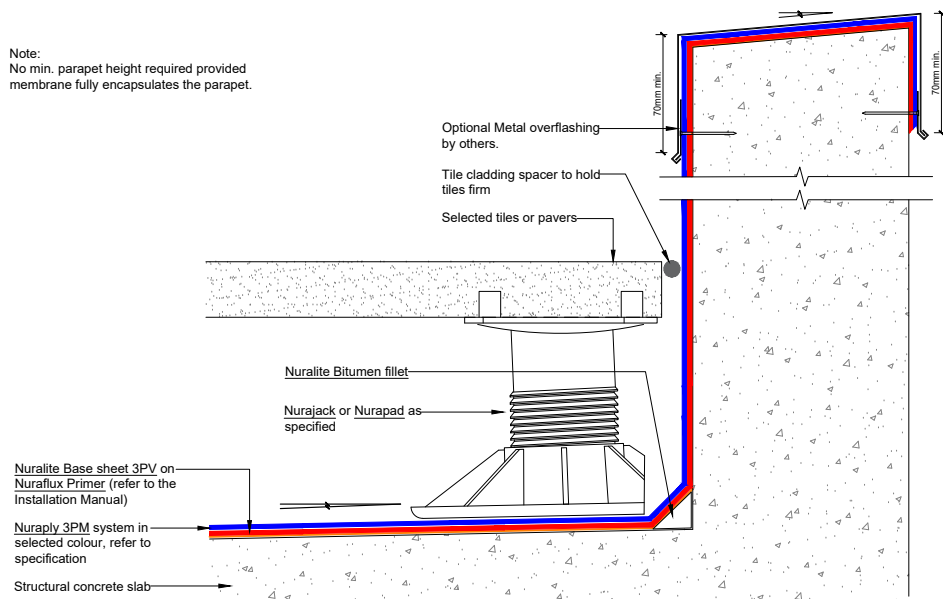 Note:
No min. parapet height required provided
membrane fully encapsulates the parapet.
70mm min.
70mm min.
Optional Metal overflashing
by others.
Tile cladding spacer to hold
tiles firm
Selected tiles or pavers
Nuralite Bitumen fillet
Nurajack or Nurapad as
specified
Nuralite Base sheet 3PV on
Nuraflux Primer (refer to the
Installation Manual)
Nuraply 3PM system in
selected colour, refer to
specification
Structural concrete slab